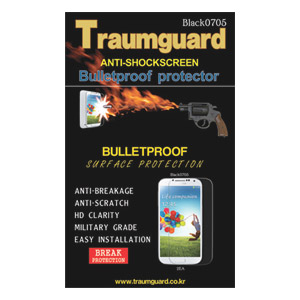 Black0705
Traumguard
ANTI-SHOCKSCREEN
Bulletproof protector
BULLETPROOF
SURFACE PROTECTION
Black0705
ANTI-BREAKAGE
ANTI-SCRATCH
HD CLARITY
MILITARY GRADE
EASY INSTALLATION
BREAK
PROTECTION
www.traumguard.co.kr